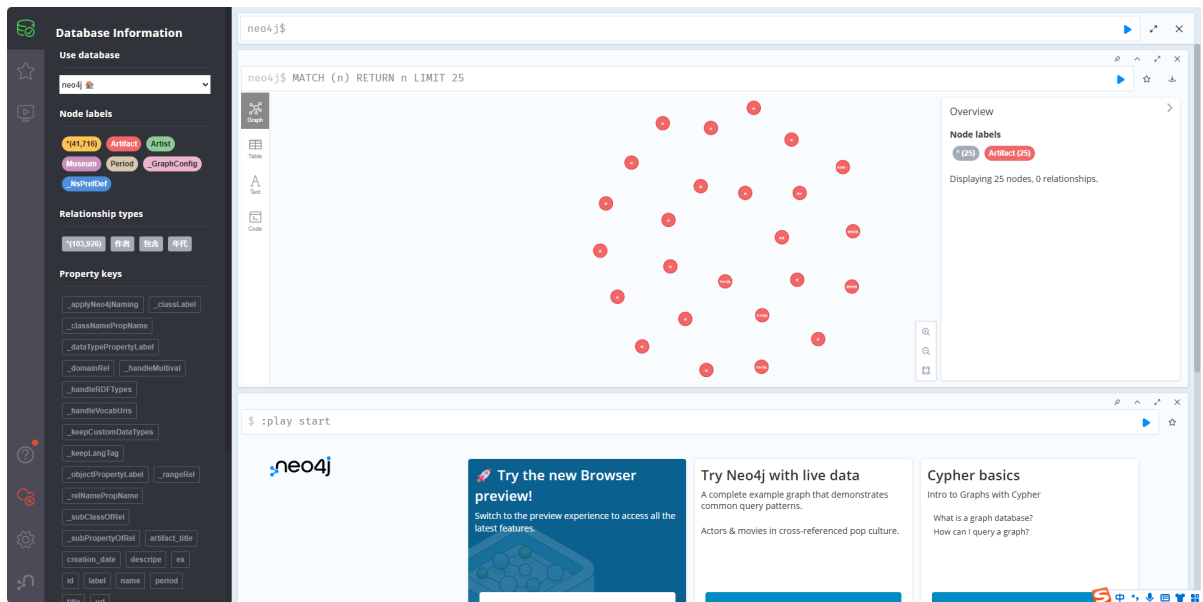 Database Information
Use database
neo4j
Node labels
*(41,716) Artifact Artist
Museum Period _GraphConfig
_NsPrefDef
Relationship types
*(103,926) 作者 包含 年代
Property keys
_applyNeo4jNaming _classLabel
_classNamePropName
_dataTypePropertyLabel
_domainRel _handleMultival
_handleRDFTypes
_handleVocabUris
_keepCustomDataTypes
_keepLangTag
_objectPropertyLabel _rangeRel
_relNamePropName
_subClassOfRel
_subPropertyOfRel artifact_title
creation_date descripe ex
id label name period
title url
neo4j$
neo4j$ MATCH (n) RETURN n LIMIT 25
Graph
Table
A
Text
Code
Overview
Node labels
* (25) Artifact (25)
Displaying 25 nodes, 0 relationships.
$ :play start
neo4j
Try the new Browser
preview!
Switch to the preview experience to access all the
latest features.
Try Neo4j with live data
A complete example graph that demonstrates
common query patterns.
Actors & movies in cross-referenced pop culture.
Cypher basics
Intro to Graphs with Cypher
What is a graph database?
How can I query a graph?
中